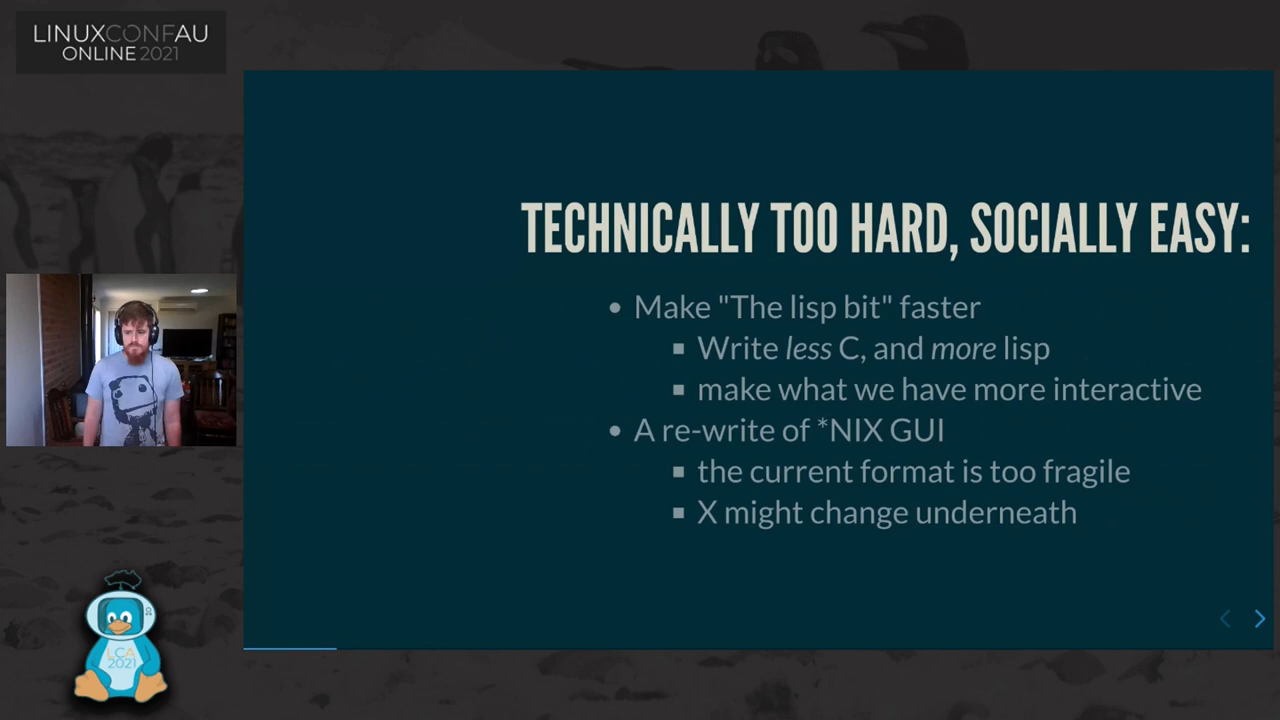 LINUXCONFAU
ONLINE 2021
TECHNICALLY TOO HARD, SOCIALLY EASY:
• Make "The lisp bit" faster
▪ Write less C, and more lisp
▪ make what we have more interactive
• A re-write of *NIX GUI
▪ the current format is too fragile
▪ X might change underneath
LCA
2021